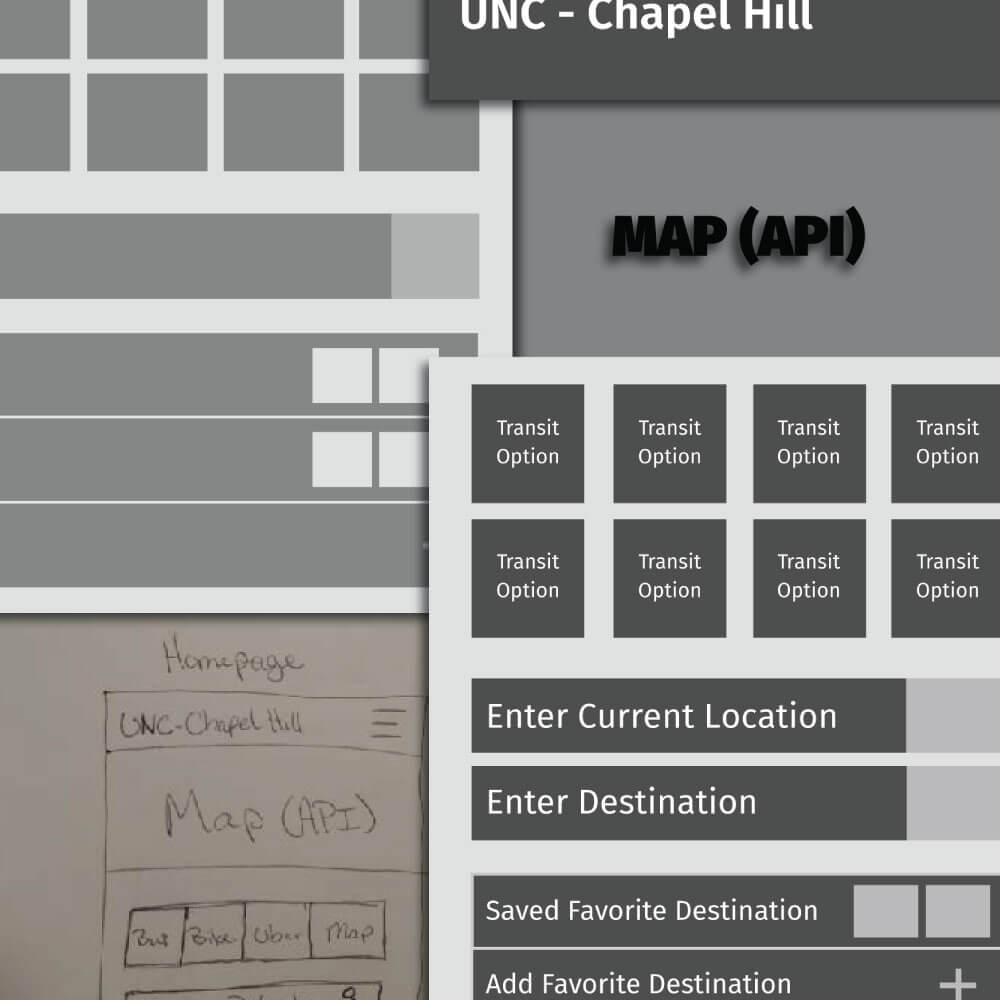 UNC - Chapel Hill
MAP (API)
Transit Option
Transit Option
Transit Option
Transit Option
Transit Option
Transit Option
Transit Option
Transit Option
Enter Current Location
Enter Destination
Saved Favorite Destination
Add Favorite Destination
+
Homepage
UNC-Chapel Hill
Map (API)
Bus Bike Uber Map